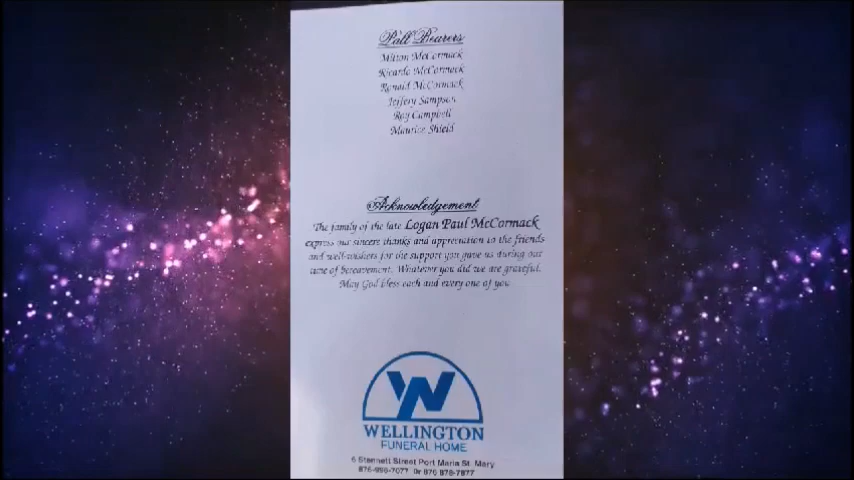 Pall Bearers
Milton McCormack
Ricardo McCormack
Ronald McCormack
Jeffery Sampson
Roy Campbell
Maurice Shield
Acknowledgement
The family of the late Logan Paul McCormack
express our sincere thanks and appreciation to the friends
and well-wishers for the support you gave us during our
time of bereavement. Whatever you did we are grateful.
May God bless each and every one of you
W
WELLINGTON
FUNERAL HOME
6 Stennett Street Port Maria St. Mary